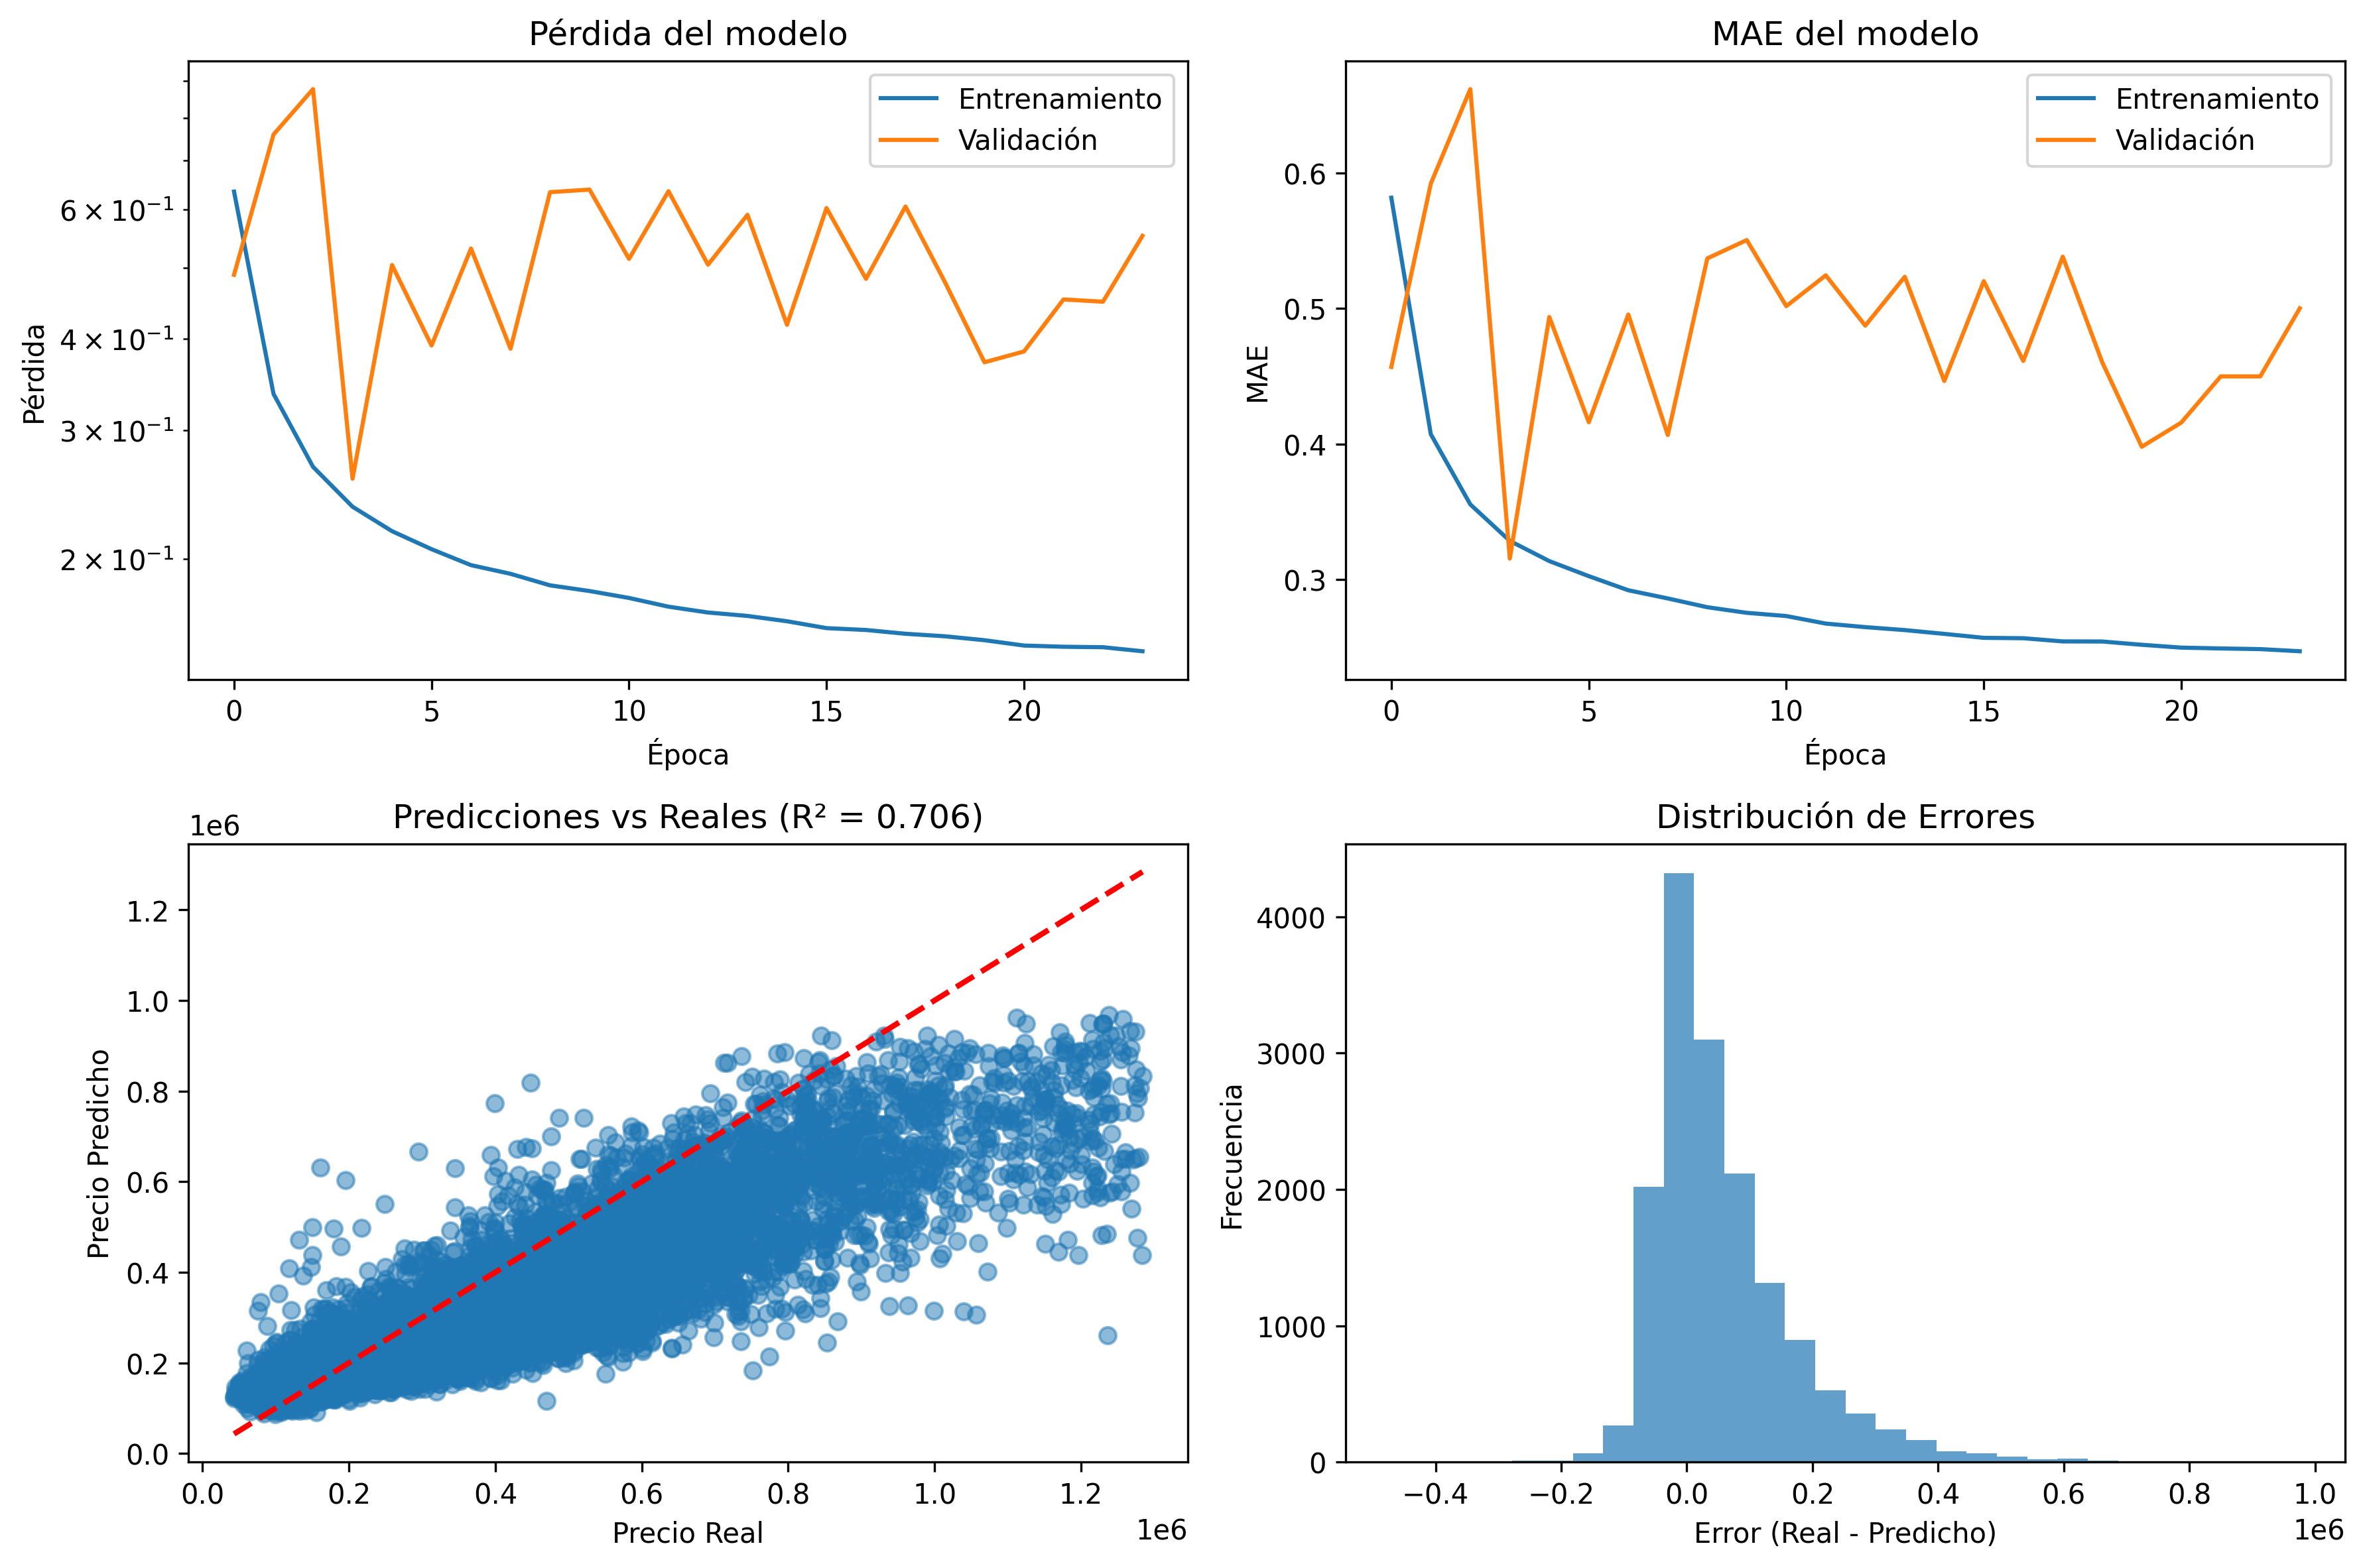 Pérdida del modelo
Entrenamiento
Validación
6 × 10⁻¹
4 × 10⁻¹
3 × 10⁻¹
2 × 10⁻¹
Pérdida
0 5 10 15 20
Época
MAE del modelo
Entrenamiento
Validación
0.6
0.5
0.4
0.3
MAE
0 5 10 15 20
Época
Predicciones vs Reales (R² = 0.706)
1e6
1.2
1.0
0.8
0.6
0.4
0.2
0.0
Precio Predicho
0.0 0.2 0.4 0.6 0.8 1.0 1.2
Precio Real
1e6
Distribución de Errores
4000
3000
2000
1000
0
Frecuencia
−0.4 −0.2 0.0 0.2 0.4 0.6 0.8 1.0
Error (Real - Predicho)
1e6